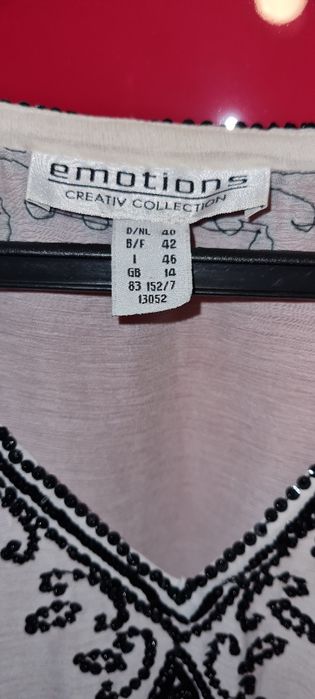 emotions
CREATIV COLLECTION
D/NL 40
B/F 42
I 46
GB 14
83 152/7
13052